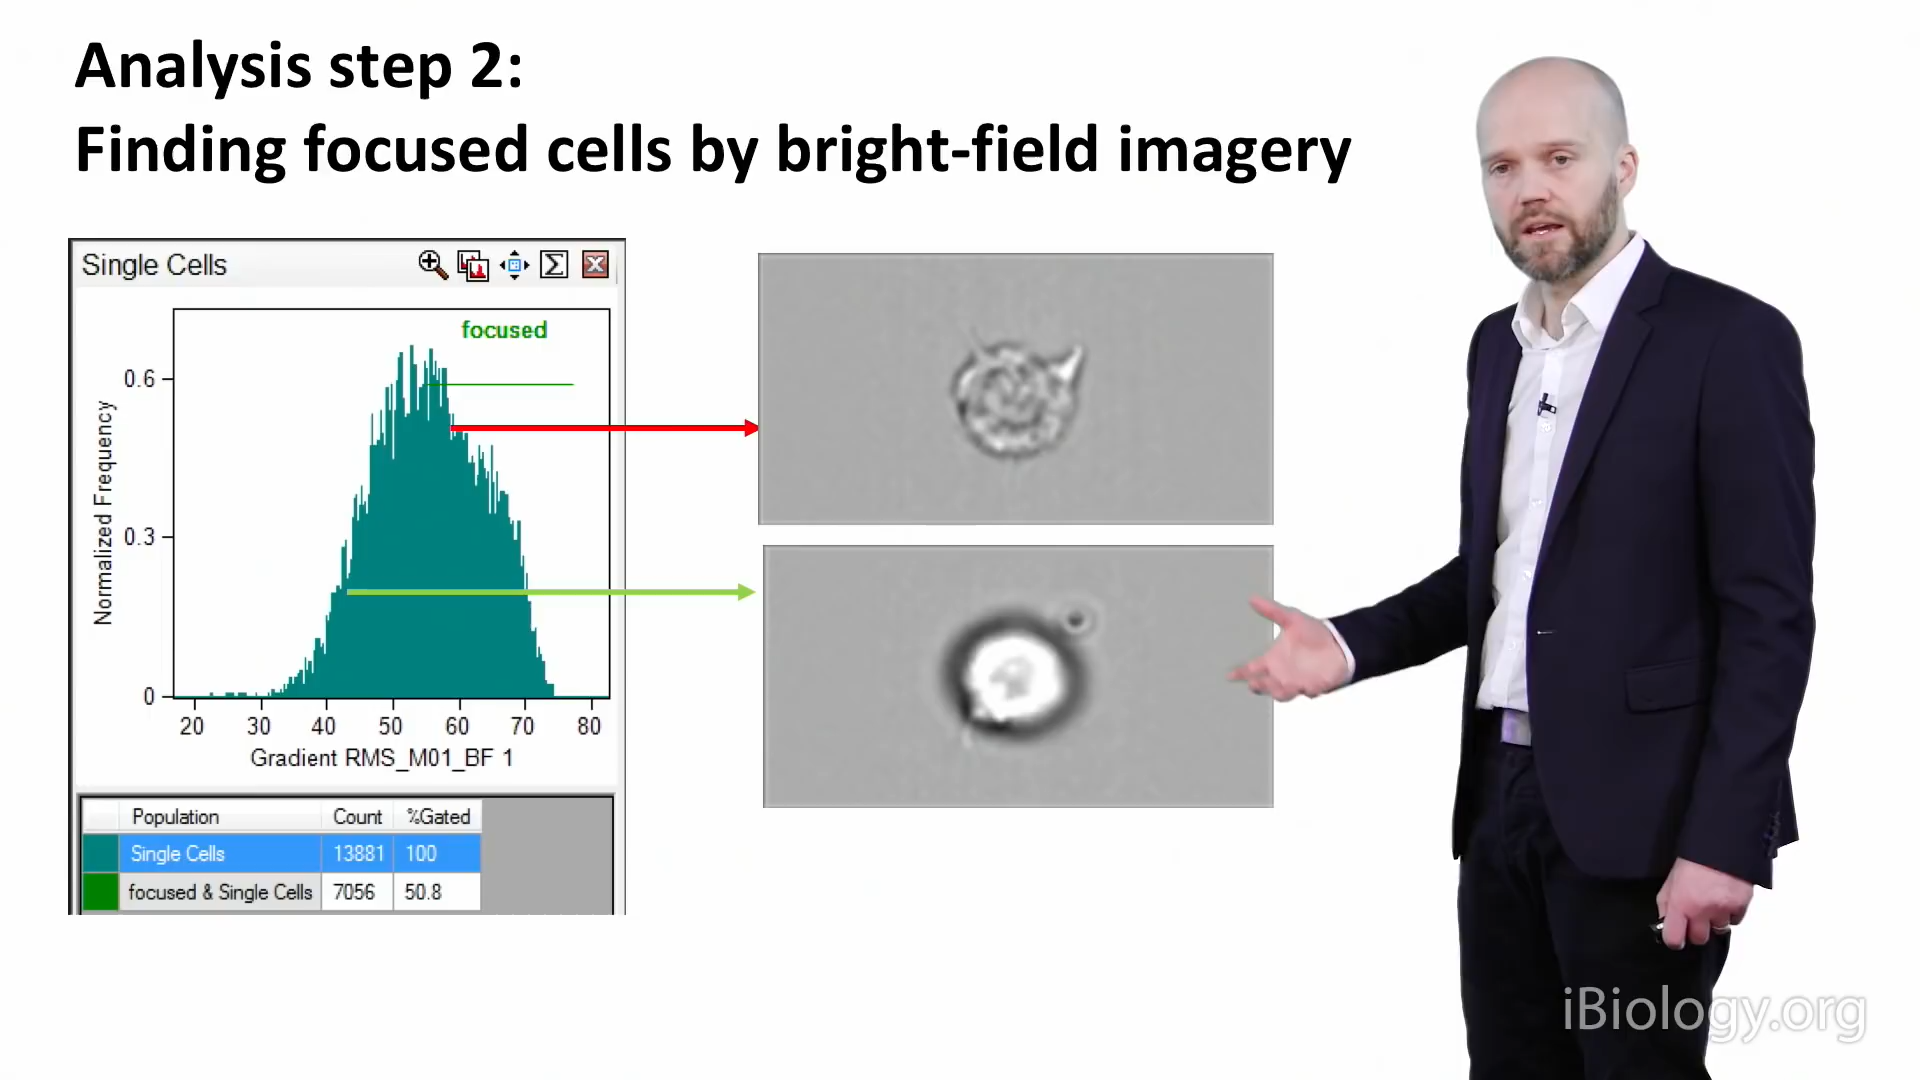 Analysis step 2:
Finding focused cells by bright-field imagery
Single Cells
focused
0.6
0.3
0
Normalized Frequency
20 30 40 50 60 70 80
Gradient RMS_M01_BF 1
Population Count %Gated
Single Cells 13881 100
focused & Single Cells 7056 50.8
iBiology.org